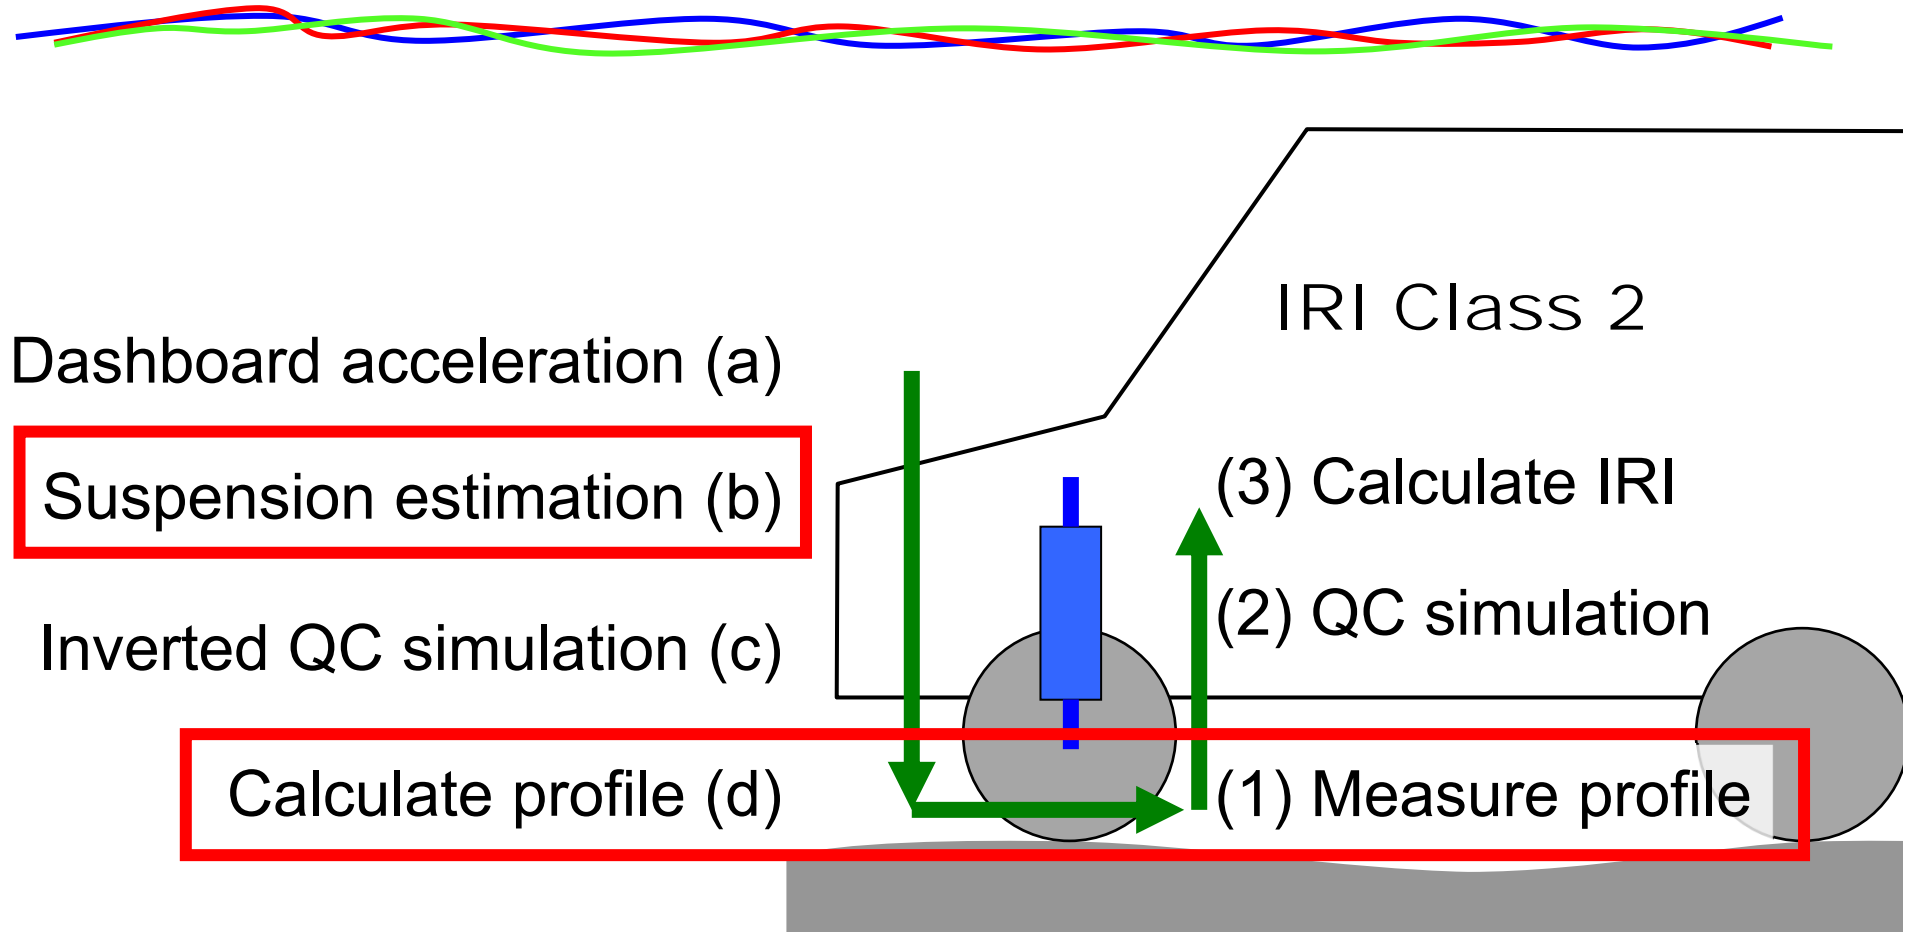 IRI Class 2
Dashboard acceleration (a)
Suspension estimation (b)
Inverted QC simulation (c)
Calculate profile (d)
(3) Calculate IRI
(2) QC simulation
(1) Measure profile